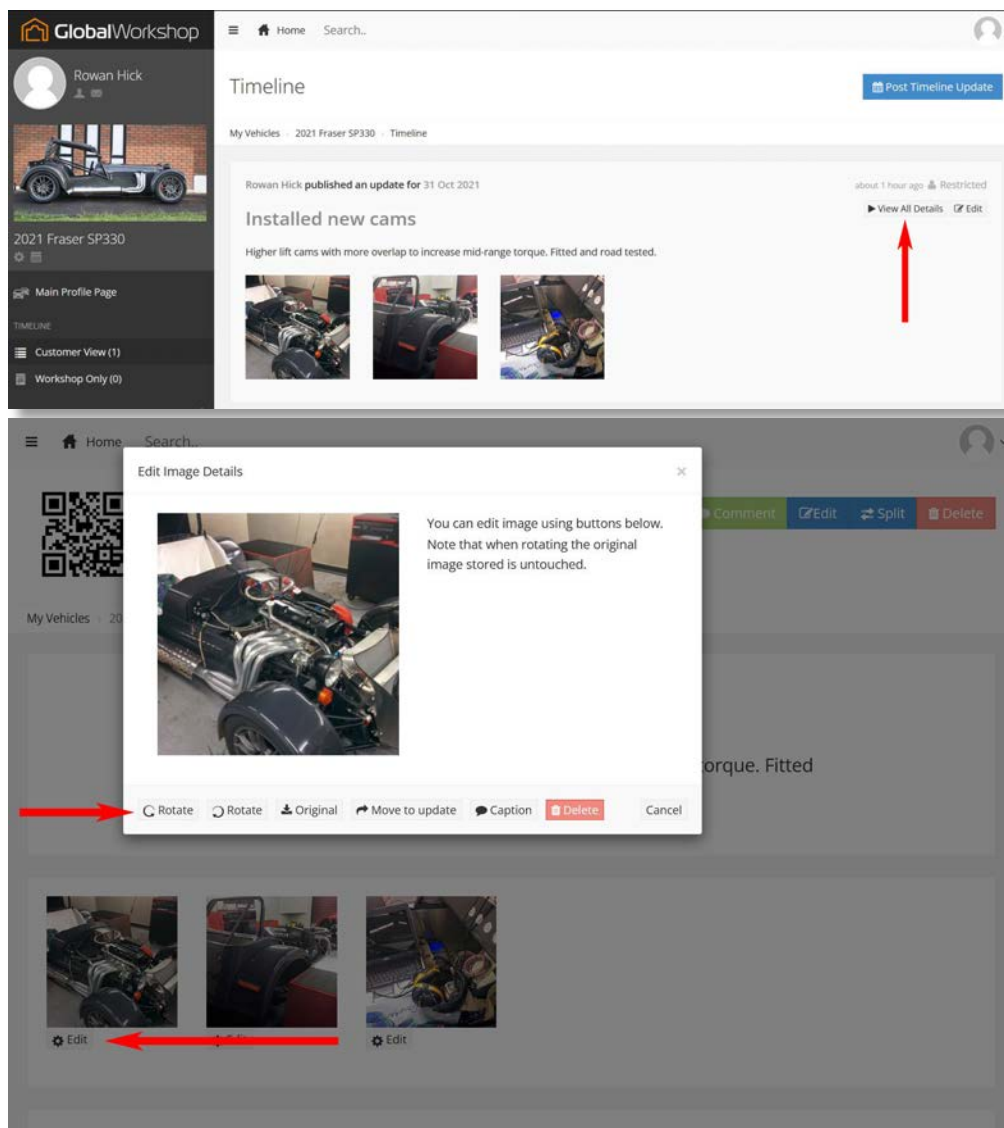 GlobalWorkshop
Home Search..
Rowan Hick
Timeline
Post Timeline Update
My Vehicles 2021 Fraser SP330 Timeline
Rowan Hick published an update for 31 Oct 2021
about 1 hour ago Restricted
View All Details Edit
Installed new cams
Higher lift cams with more overlap to increase mid-range torque. Fitted and road tested.
2021 Fraser SP330
Main Profile Page
TIMELINE
Customer View (1)
Workshop Only (0)
Home Search..
Edit Image Details
×
You can edit image using buttons below.
Note that when rotating the original
image stored is untouched.
Comment Edit Split Delete
My Vehicles 20
torque. Fitted
Rotate Rotate Original Move to update Caption Delete Cancel
Edit Edit